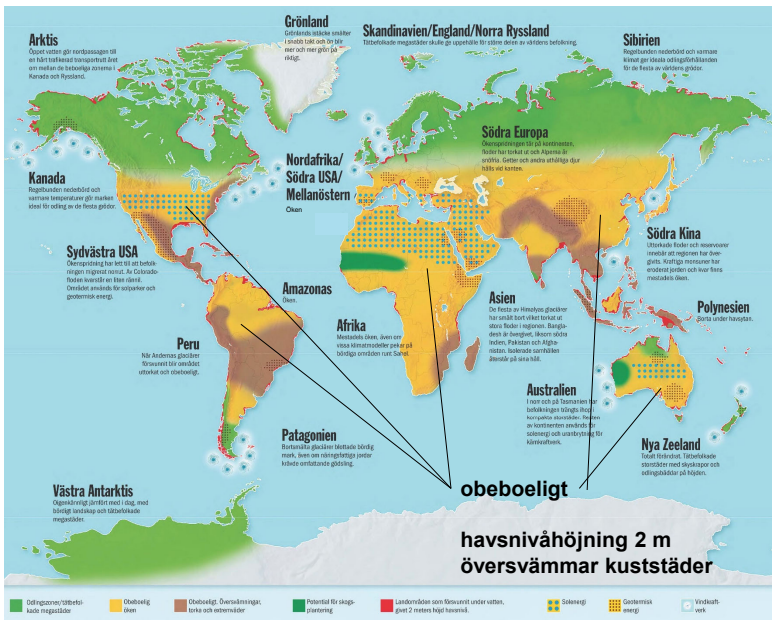 Arktis
Öppet vatten gör nordpassagen till
en hårt trafikerad transportrutt året
om mellan de beboeliga zonerna i
Kanada och Ryssland.
Grönland
Grönlands istäcke smälter
i snabb takt och ön blir
mer och mer grön på
riktigt.
Skandinavien/England/Norra Ryssland
Tätbefolkade megastäder skulle ge uppehälle för större delen av världens befolkning.
Sibirien
Regelbunden nederbörd och varmare
klimat ger ideala odlingsförhållanden
för de flesta av världens grödor.
Kanada
Regelbunden nederbörd och
varmare temperaturer gör marken
ideal för odling av de flesta grödor.
Nordafrika/
Södra USA/
Mellanöstern
Öken
Södra Europa
Ökenspridningen tär på kontinenten,
floder har torkat ut och Alperna är
snöfria. Getter och andra uthålliga djur
hålls vid kanten.
Sydvästra USA
Ökenspridning har lett till att befolk-
ningen migrerat norrut. Av Colorado-
floden kvarstår en liten rännil.
Området används för solparker och
geotermisk energi.
Södra Kina
Uttorkade floder och reservoarer
innebär att regionen har över-
givits. Kraftiga monsuner har
eroderat jorden och kvar finns
mestadels öken.
Amazonas
Öken.
Polynesien
Borta under havsytan.
Peru
När Andernas glaciärer
försvunnit blir området
uttorkat och obeboeligt.
Afrika
Mestadels öken, även om
vissa klimatmodeller pekar på
bördiga områden runt Sahel.
Asien
De flesta av Himalyas glaciärer
har smält bort vilket torkat ut
stora floder i regionen. Bangla-
desh är övergivet, liksom södra
Indien, Pakistan och Afgha-
nistan. Isolerade samhällen
återstår på sina håll.
Australien
I norr och på Tasmanien har
befolkningen trängts ihop i
kompakta storstäder. Resten
av kontinenten används för
solenergi och uranbrytning för
kärnkraftverk.
Patagonien
Bortsmälta glaciärer blottade bördig
mark, även om näringsfattiga jordar
krävde omfattande gödsling.
Nya Zeeland
Totalt förändrat. Tätbefolkade
storstäder med skyskrapor och
odlingsbäddar på höjden.
Västra Antarktis
Oigenkännligt jämfört med i dag, med
bördigt landskap och tätbefolkade
megastäder.
obeboeligt
havsnivåhöjning 2 m
översvämmar kuststäder
Odlingszoner/tätbefol-
kade megastäder
Obeboelig
öken
Obeboeligt. Översvämningar,
torka och extremväder
Potential för skogs-
plantering
Landområden som försvunnit under vatten,
givet 2 meters höjd havsnivå.
Solenergi
Geotermisk
energi
Vindkraft-
verk